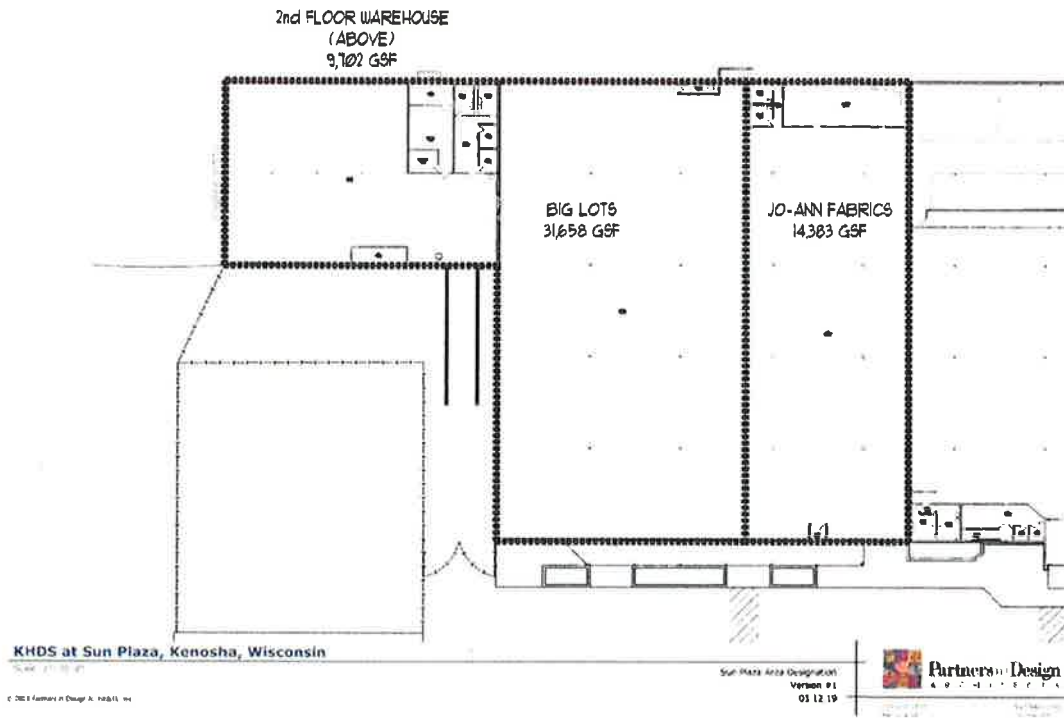 2nd FLOOR WAREHOUSE
(ABOVE)
9,702 GSF
BIG LOTS
31,658 GSF
JO-ANN FABRICS
14,383 GSF
KHDS at Sun Plaza, Kenosha, Wisconsin
Sun Plaza Area Designation
Version #1
03 12 19
Partners in Design
ARCHITECTS